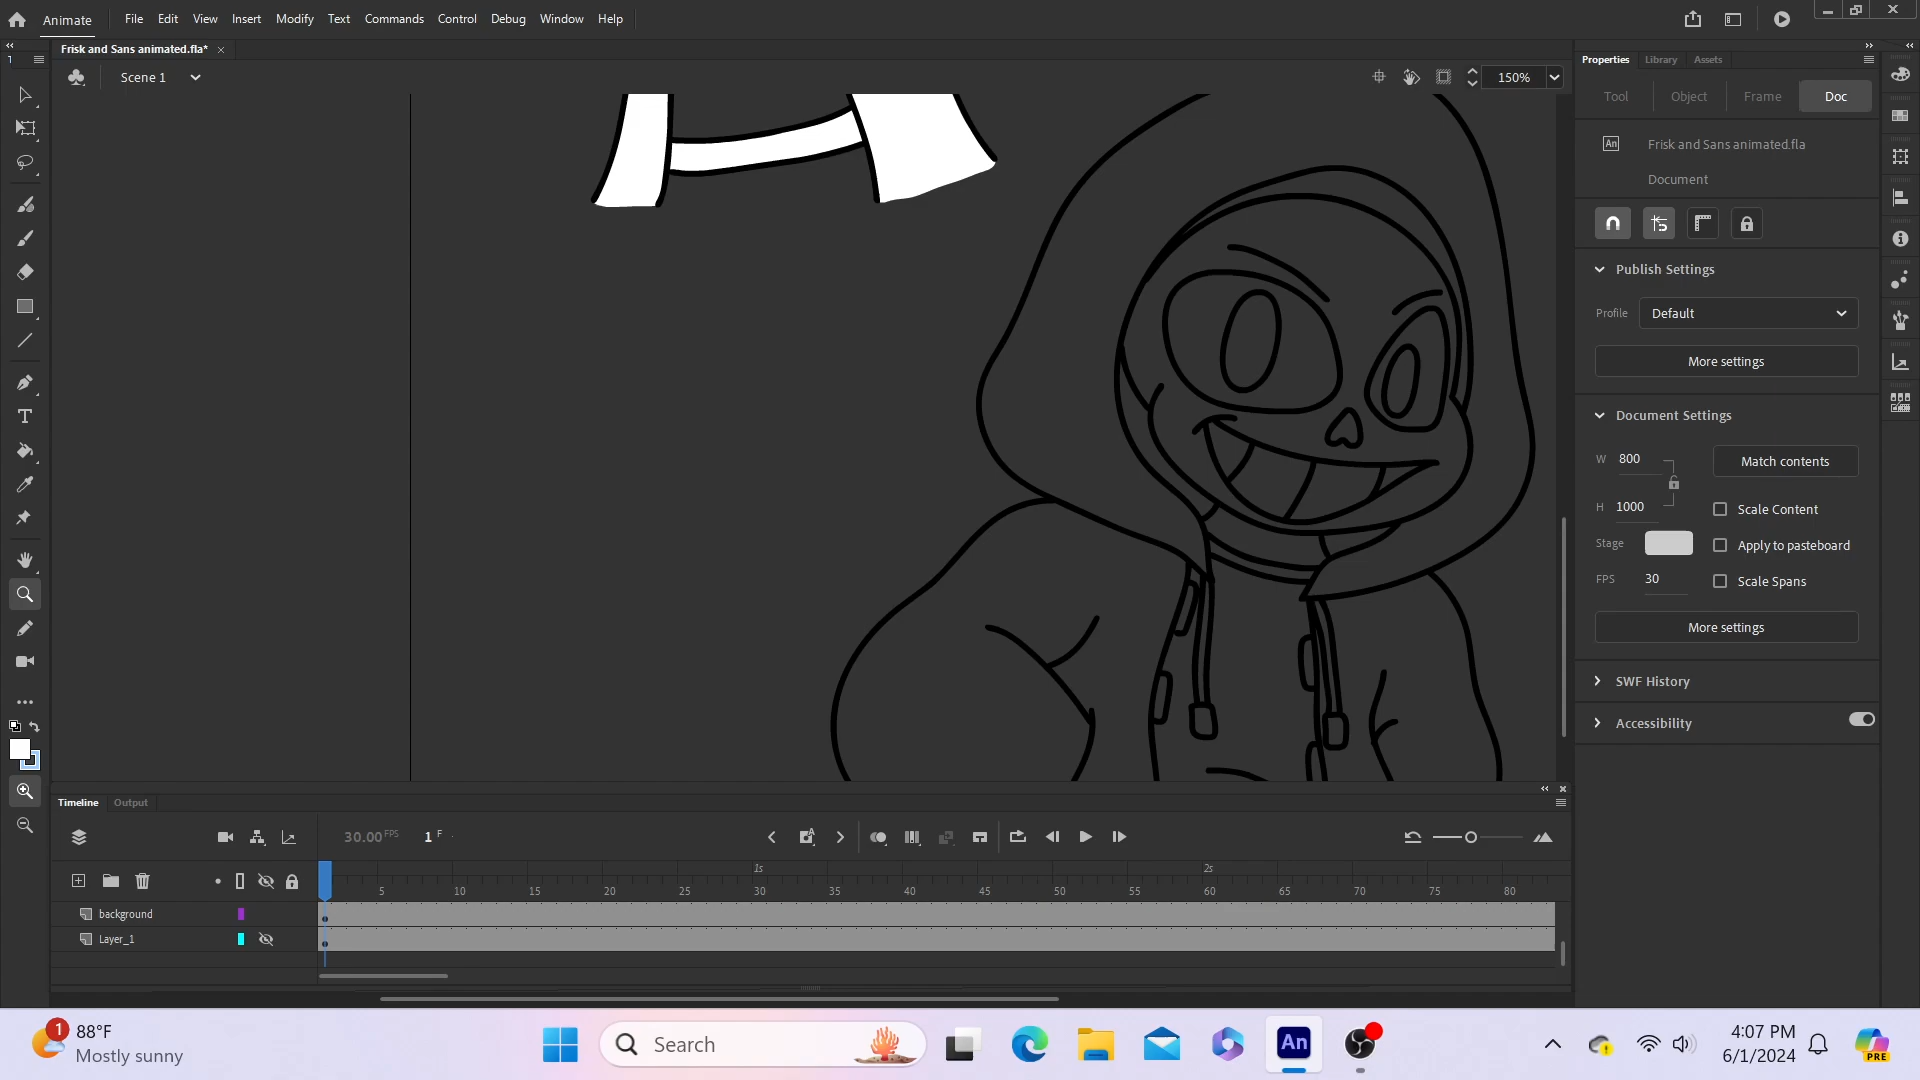 Animate
File Edit View Insert Modify Text Commands Control Debug Window Help
Frisk and Sans animated.fla*
Scene 1
150%
Properties Library Assets
Tool Object Frame Doc
An
Frisk and Sans animated.fla
Document
Publish Settings
Profile Default
More settings
Document Settings
W 800
Match contents
H 1000
Scale Content
Stage
Apply to pasteboard
FPS 30
Scale Spans
More settings
SWF History
Accessibility
Timeline Output
30.00 FPS 1 F
1s 2s
5 10 15 20 25 30 35 40 45 50 55 60 65 70 75 80
background
Layer_1
1
88°F
Mostly sunny
Search
An
4:07 PM
6/1/2024
PRE